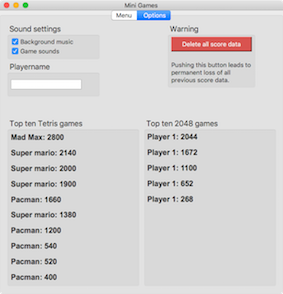 Mini Games
Menu
Options
Sound settings
Background music
Game sounds
Playername
Warning
Delete all score data
Pushing this button leads to
permanent loss of all
previous score data.
Top ten Tetris games
Mad Max: 2800
Super mario: 2140
Super mario: 2000
Super mario: 1900
Pacman: 1660
Super mario: 1380
Pacman: 1200
Pacman: 540
Pacman: 520
Pacman: 400
Top ten 2048 games
Player 1: 2044
Player 1: 1672
Player 1: 1100
Player 1: 652
Player 1: 268